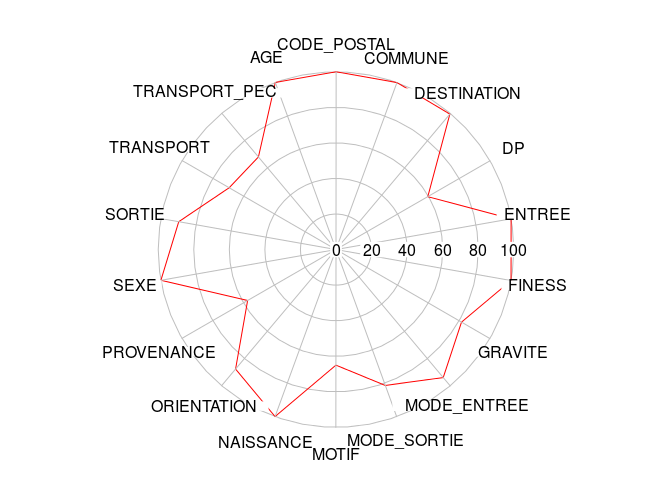 CODE_POSTAL
AGE
COMMUNE
TRANSPORT_PEC
DESTINATION
TRANSPORT
DP
SORTIE
ENTREE
0 20 40 60 80 100
SEXE
FINESS
PROVENANCE
GRAVITE
ORIENTATION
MODE_ENTREE
NAISSANCE
MODE_SORTIE
MOTIF